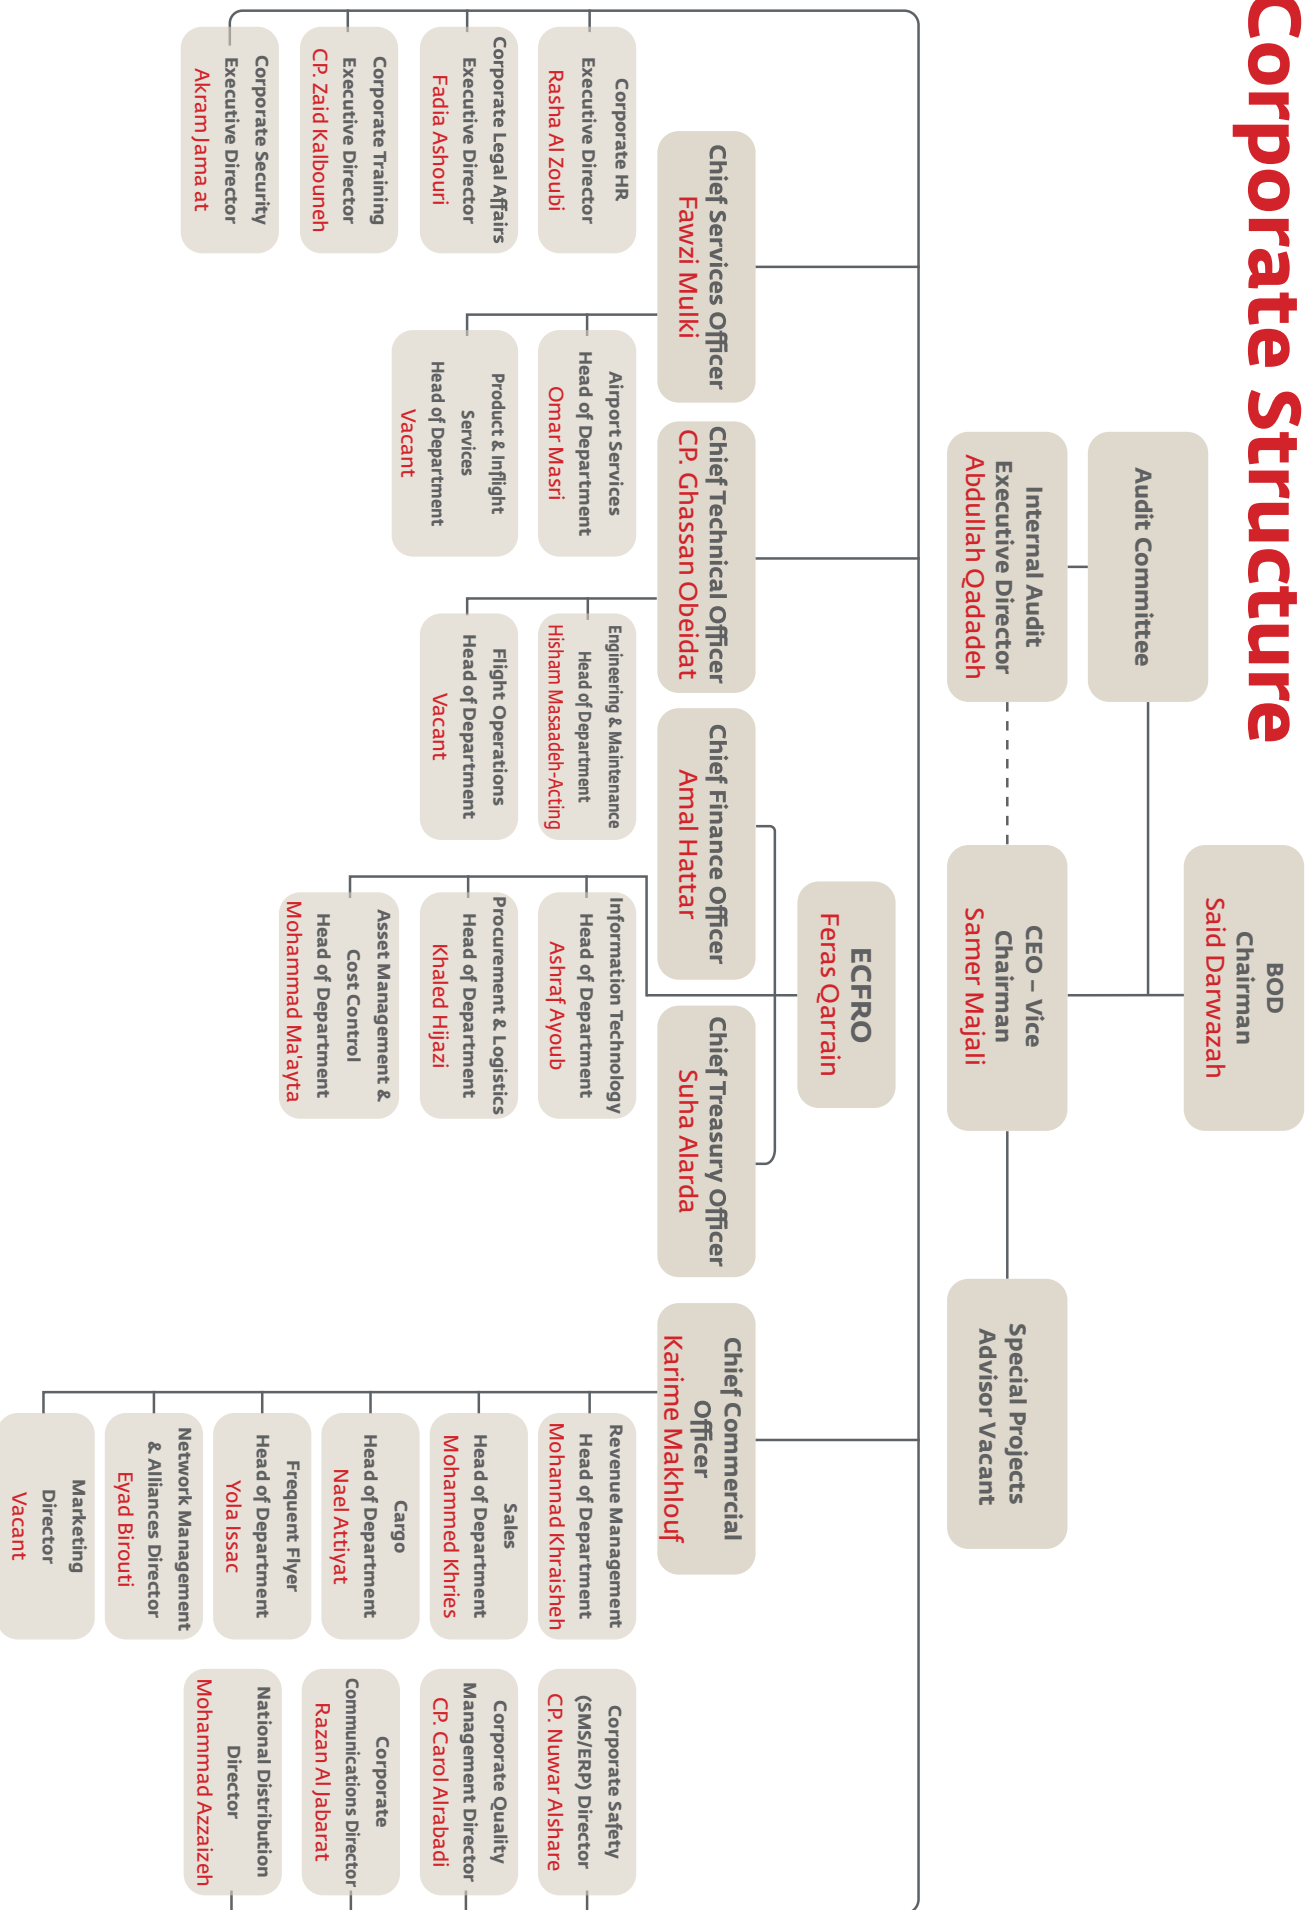 Corporate Structure
BOD
Chairman
Said Darwazah
Audit Committee
Internal Audit
Executive Director
Abdullah Qadadeh
CEO – Vice
Chairman
Samer Majali
Special Projects
Advisor Vacant
ECFRO
Feras Qarrain
Chief Services Officer
Fawzi Mulki
Chief Technical Officer
CP. Ghassan Obeidat
Chief Finance Officer
Amal Hattar
Chief Treasury Officer
Suha Alarda
Chief Commercial
Officer
Karime Makhlouf
Corporate HR
Executive Director
Rasha Al Zoubi
Corporate Legal Affairs
Executive Director
Fadia Ashouri
Corporate Training
Executive Director
CP. Zaid Kalbouneh
Corporate Security
Executive Director
Akram Jama at
Airport Services
Head of Department
Omar Masri
Product & Inflight
Services
Head of Department
Vacant
Engineering & Maintenance
Head of Department
Hisham Masaadeh-Acting
Flight Operations
Head of Department
Vacant
Information Technology
Head of Department
Ashraf Ayoub
Procurement & Logistics
Head of Department
Khaled Hijazi
Asset Management &
Cost Control
Head of Department
Mohammad Ma'ayta
Revenue Management
Head of Department
Mohannad Khraisheh
Sales
Head of Department
Mohammed Khries
Cargo
Head of Department
Nael Attiyat
Frequent Flyer
Head of Department
Yola Issac
Network Management
& Alliances Director
Eyad Birouti
Marketing
Director
Vacant
Corporate Safety
(SMS/ERP) Director
CP. Nuwar Alshare
Corporate Quality
Management Director
CP. Carol Alrabadi
Corporate
Communications Director
Razan Al Jabarat
National Distribution
Director
Mohammad Azzaizeh